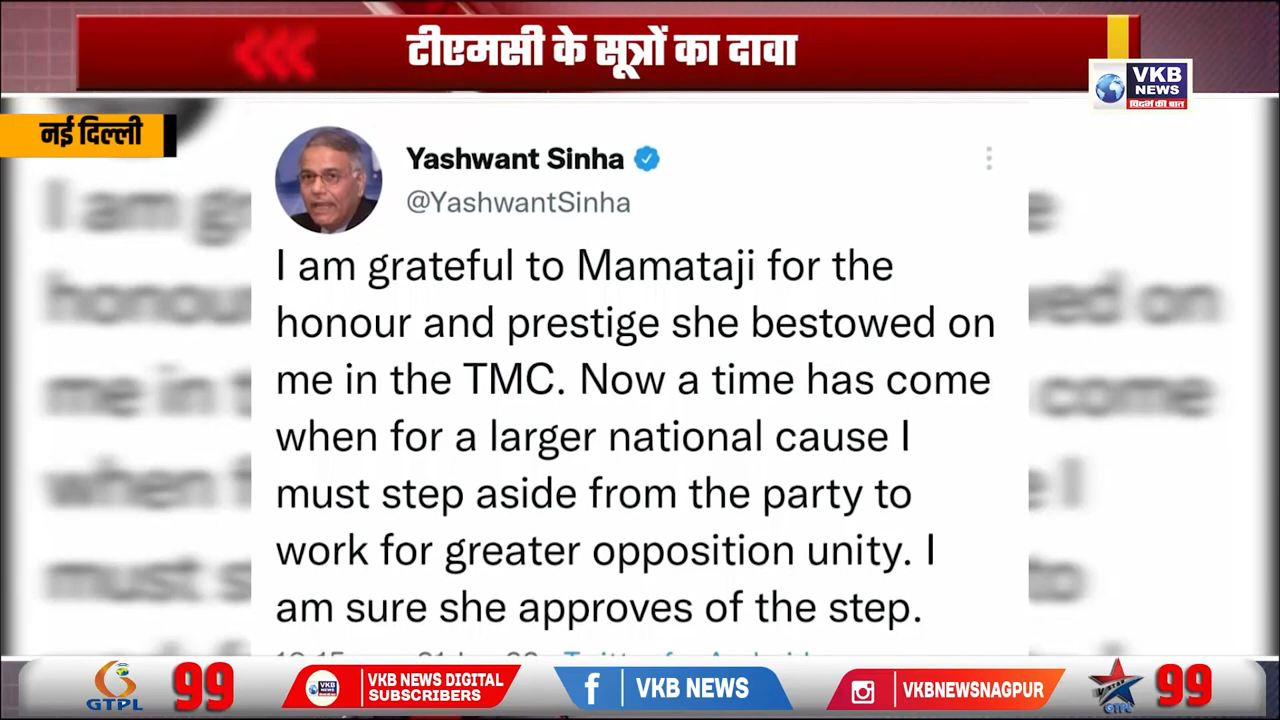 टीएमसी के सूत्रों का दावा
VKB
NEWS
विदर्भ की बात
नई दिल्ली
Yashwant Sinha
@YashwantSinha
I am grateful to Mamataji for the
honour and prestige she bestowed on
me in the TMC. Now a time has come
when for a larger national cause I
must step aside from the party to
work for greater opposition unity. I
am sure she approves of the step.
GTPL
99
VKB NEWS DIGITAL
SUBSCRIBERS
VKB NEWS
VKBNEWSNAGPUR
V STAR
GTPL
99